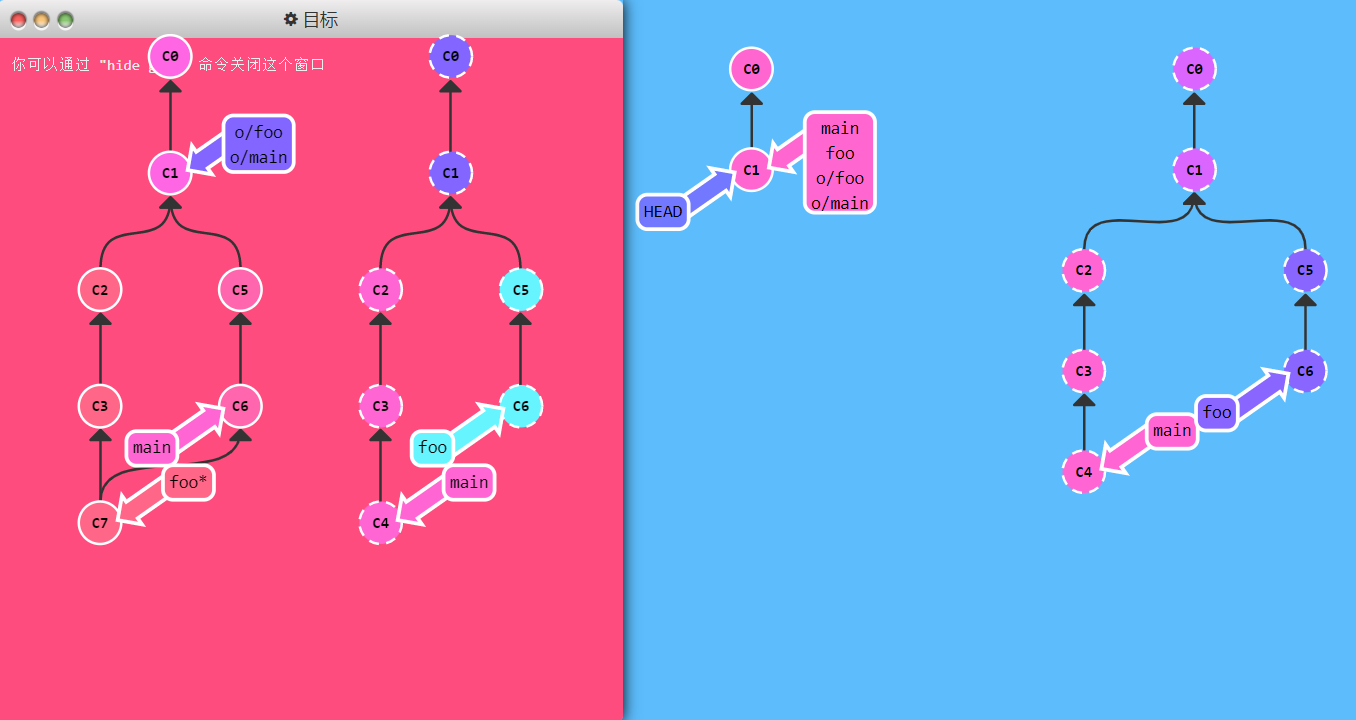 目标
你可以通过 "hide 命令关闭这个窗口
C0
C0
o/foo
o/main
C1
C1
C2
C5
C2
C5
C3
C6
C3
C6
main
foo
foo*
main
C7
C4
C0
C0
main
foo
o/foo
o/main
C1
C1
HEAD
C2
C5
C3
C6
foo
main
C4